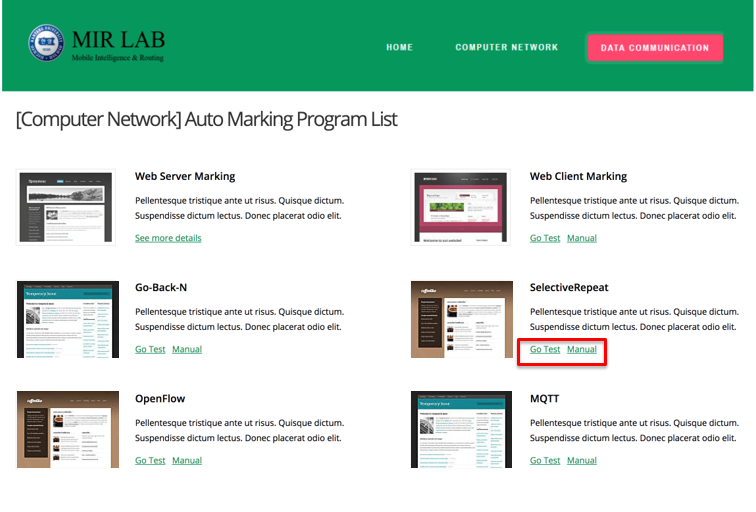 MIR LAB
Mobile Intelligence & Routing
HOME
COMPUTER NETWORK
DATA COMMUNICATION
[Computer Network] Auto Marking Program List
Web Server Marking
Pellentesque tristique ante ut risus. Quisque dictum.
Suspendisse dictum lectus. Donec placerat odio elit.
See more details
Web Client Marking
Pellentesque tristique ante ut risus. Quisque dictum.
Suspendisse dictum lectus. Donec placerat odio elit.
Go Test Manual
Go-Back-N
Pellentesque tristique ante ut risus. Quisque dictum.
Suspendisse dictum lectus. Donec placerat odio elit.
Go Test Manual
SelectiveRepeat
Pellentesque tristique ante ut risus. Quisque dictum.
Suspendisse dictum lectus. Donec placerat odio elit.
Go Test Manual
OpenFlow
Pellentesque tristique ante ut risus. Quisque dictum.
Suspendisse dictum lectus. Donec placerat odio elit.
Go Test Manual
MQTT
Pellentesque tristique ante ut risus. Quisque dictum.
Suspendisse dictum lectus. Donec placerat odio elit.
Go Test Manual